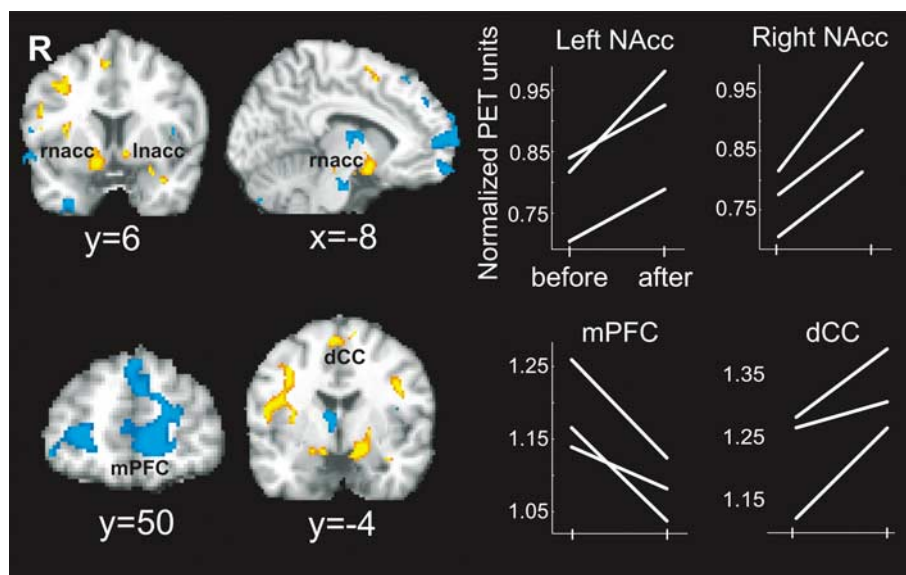 R
rnacc lnacc
y=6
rnacc
x=-8
mPFC
y=50
dCC
y=-4
Normalized PET units
Left NAcc
0.95
0.85
0.75
before after
Right NAcc
0.95
0.85
0.75
mPFC
1.25
1.15
1.05
dCC
1.35
1.25
1.15